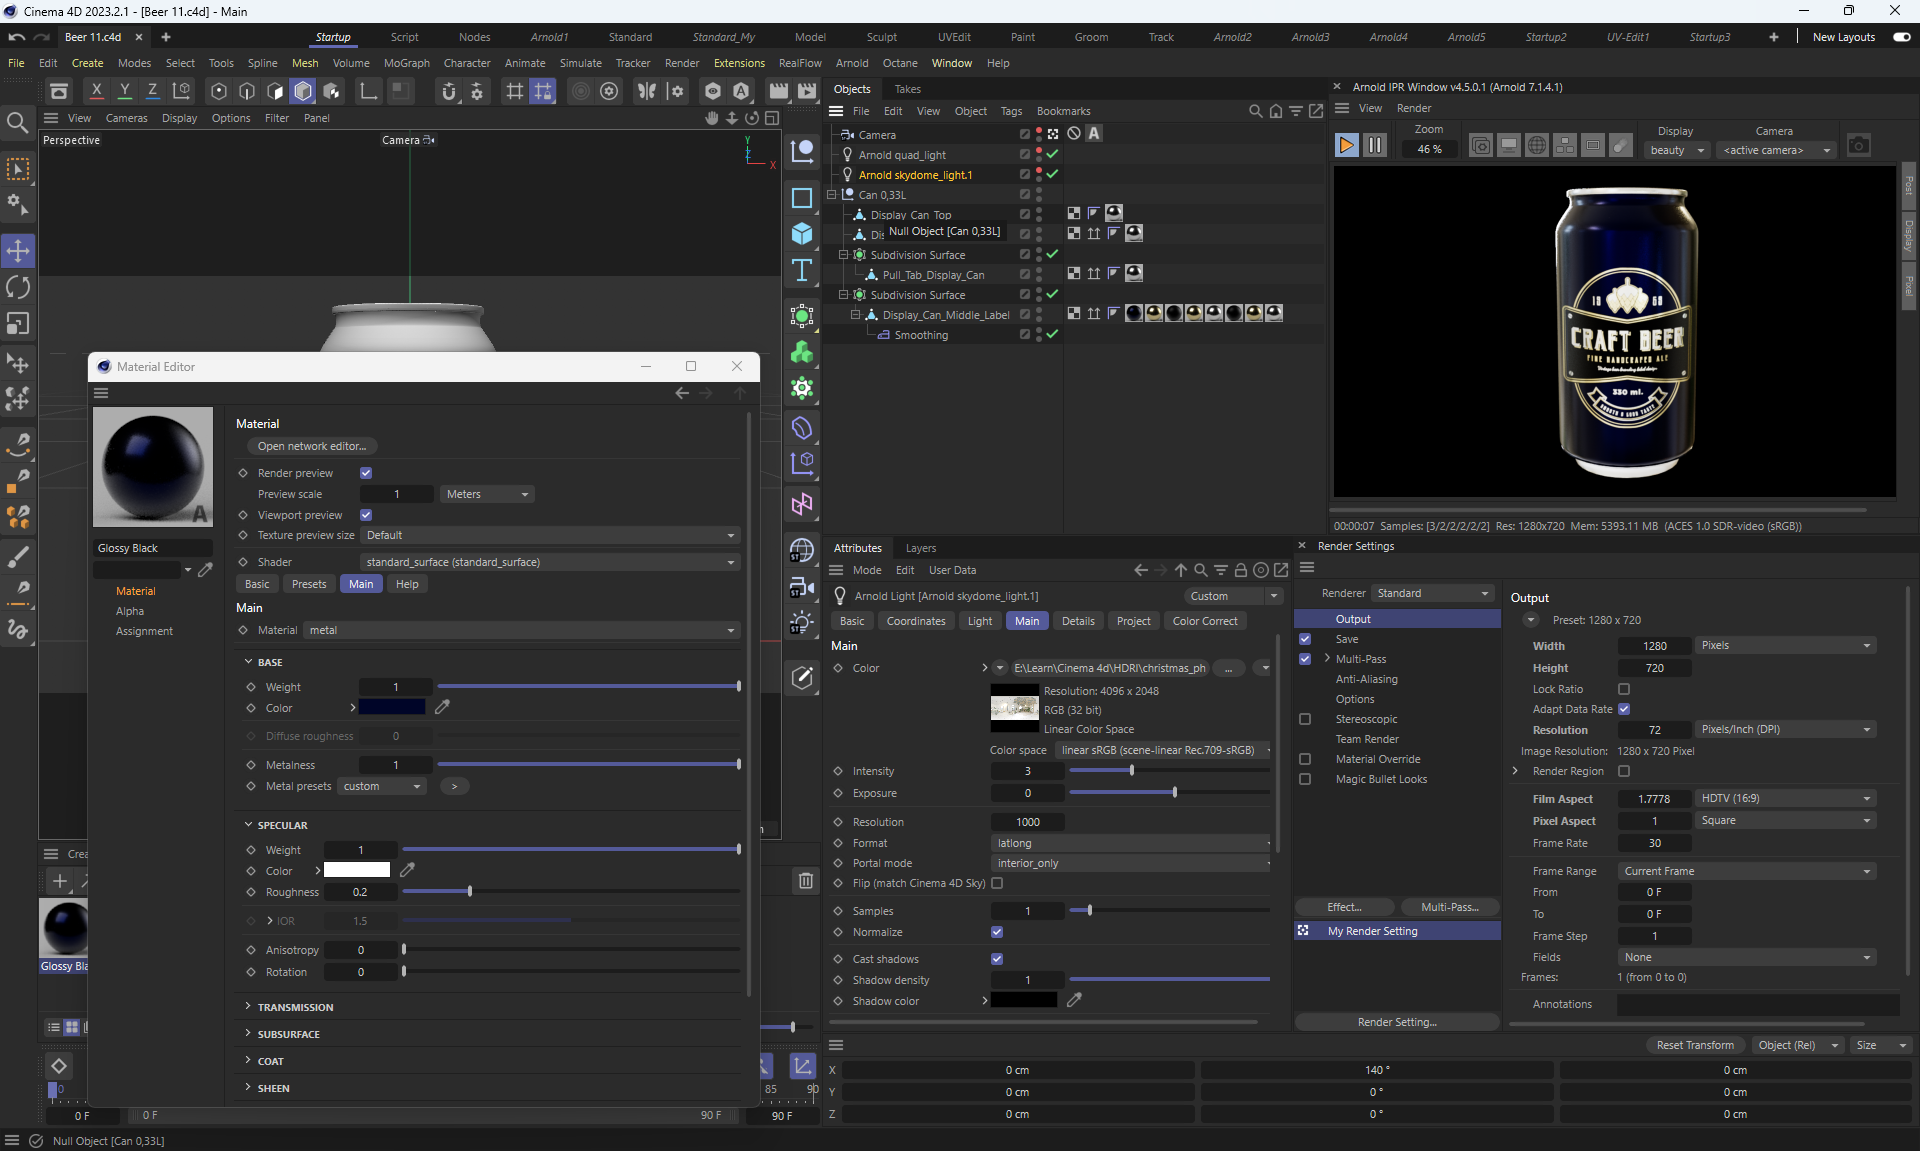 Cinema 4D 2023.2.1 - [Beer 11.c4d] - Main
Beer 11.c4d
Startup Script Nodes Arnold1 Standard Standard_My Model Sculpt UVEdit Paint Groom Track Arnold2 Arnold3 Arnold4 Arnold5 Startup2 UV-Edit1 Startup3 New Layouts
File Edit Create Modes Select Tools Spline Mesh Volume MoGraph Character Animate Simulate Tracker Render Extensions RealFlow Arnold Octane Window Help
X Y Z
View Cameras Display Options Filter Panel
Perspective
Camera
Y
Z
X
Objects Takes
File Edit View Object Tags Bookmarks
Camera
Arnold quad_light
Arnold skydome_light.1
Can 0,33L
Display_Can_Top
Dis
Null Object [Can 0,33L]
Subdivision Surface
Pull_Tab_Display_Can
Subdivision Surface
Display_Can_Middle_Label
Smoothing
Arnold IPR Window v4.5.0.1 (Arnold 7.1.4.1)
View Render
Zoom
46 %
Display
beauty
Camera
<active camera>
Post
Display
Pixel
19 68
CRAFT BEER
FINE HANDCRAFED ALE
330 ml.
00:00:07 Samples: [3/2/2/2/2/2] Res: 1280x720 Mem: 5393.11 MB (ACES 1.0 SDR-video (sRGB))
Material Editor
A
Glossy Black
Material
Alpha
Assignment
Material
Open network editor...
Render preview
Preview scale 1 Meters
Viewport preview
Texture preview size Default
Shader standard_surface (standard_surface)
Basic Presets Main Help
Main
Material metal
BASE
Weight 1
Color
Diffuse roughness 0
Metalness 1
Metal presets custom >
SPECULAR
Weight 1
Color
Roughness 0.2
IOR 1.5
Anisotropy 0
Rotation 0
TRANSMISSION
SUBSURFACE
COAT
SHEEN
Crea
Glossy Bla
0
85 90
0 F 0 F 90 F 90 F
Null Object [Can 0,33L]
Attributes Layers
Mode Edit User Data
Arnold Light [Arnold skydome_light.1]
Custom
Basic Coordinates Light Main Details Project Color Correct
Main
Color E:\Learn\Cinema 4d\HDRI\christmas_ph ...
Resolution: 4096 x 2048
RGB (32 bit)
Linear Color Space
Color space linear sRGB (scene-linear Rec.709-sRGB)
Intensity 3
Exposure 0
Resolution 1000
Format latlong
Portal mode interior_only
Flip (match Cinema 4D Sky)
Samples 1
Normalize
Cast shadows
Shadow density 1
Shadow color
Render Settings
Renderer Standard
Output
Save
Multi-Pass
Anti-Aliasing
Options
Stereoscopic
Team Render
Material Override
Magic Bullet Looks
Effect... Multi-Pass...
My Render Setting
Render Setting...
Output
Preset: 1280 x 720
Width 1280 Pixels
Height 720
Lock Ratio
Adapt Data Rate
Resolution 72 Pixels/Inch (DPI)
Image Resolution: 1280 x 720 Pixel
Render Region
Film Aspect 1.7778 HDTV (16:9)
Pixel Aspect 1 Square
Frame Rate 30
Frame Range Current Frame
From 0 F
To 0 F
Frame Step 1
Fields None
Frames: 1 (from 0 to 0)
Annotations
Reset Transform Object (Rel) Size
X 0 cm 140 ° 0 cm
Y 0 cm 0 ° 0 cm
Z 0 cm 0 ° 0 cm